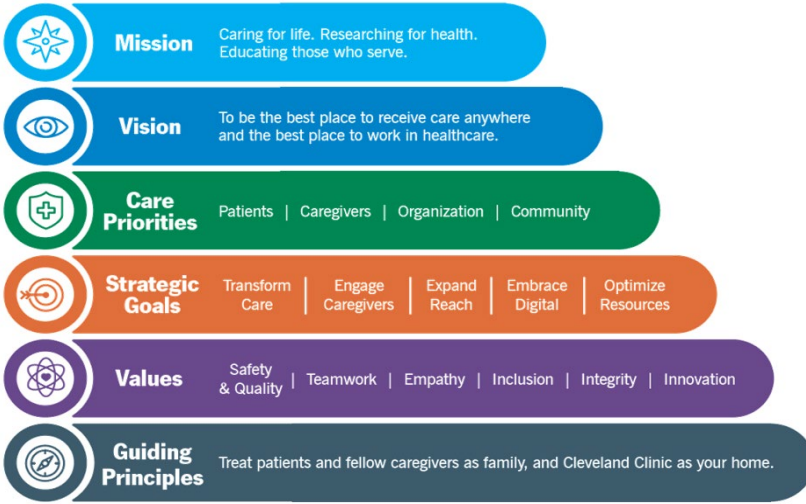 Mission
Caring for life. Researching for health.
Educating those who serve.
Vision
To be the best place to receive care anywhere
and the best place to work in healthcare.
Care
Priorities
Patients | Caregivers | Organization | Community
Strategic
Goals
Transform
Care
Engage
Caregivers
Expand
Reach
Embrace
Digital
Optimize
Resources
Values
Safety
& Quality | Teamwork | Empathy | Inclusion | Integrity | Innovation
Guiding
Principles
Treat patients and fellow caregivers as family, and Cleveland Clinic as your home.